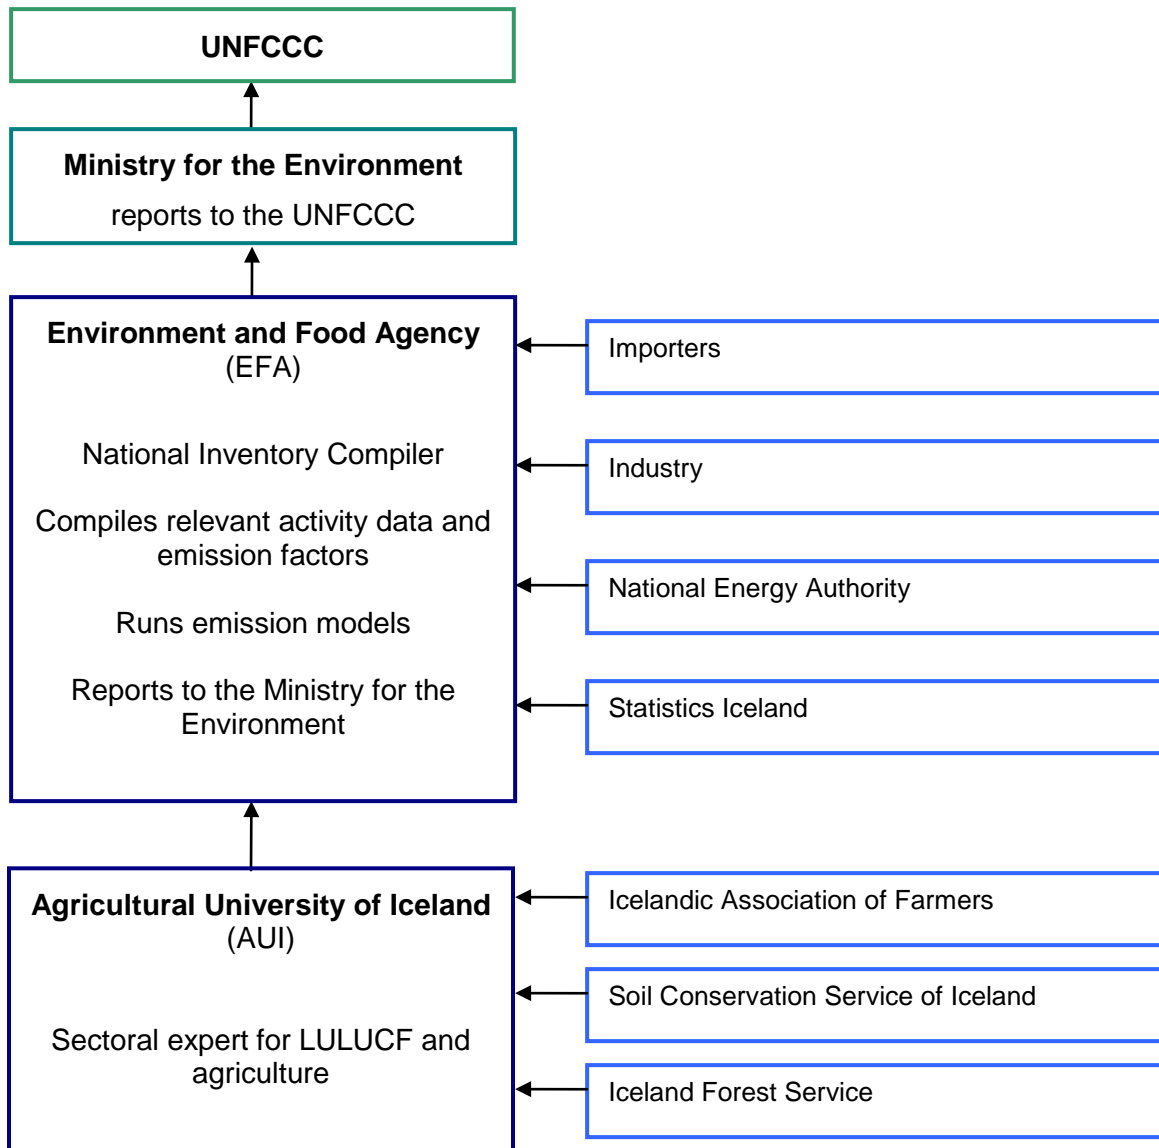 UNFCCC
Ministry for the Environment
reports to the UNFCCC
Environment and Food Agency
(EFA)
National Inventory Compiler
Compiles relevant activity data and
emission factors
Runs emission models
Reports to the Ministry for the
Environment
Importers
Industry
National Energy Authority
Statistics Iceland
Agricultural University of Iceland
(AUI)
Sectoral expert for LULUCF and
agriculture
Icelandic Association of Farmers
Soil Conservation Service of Iceland
Iceland Forest Service